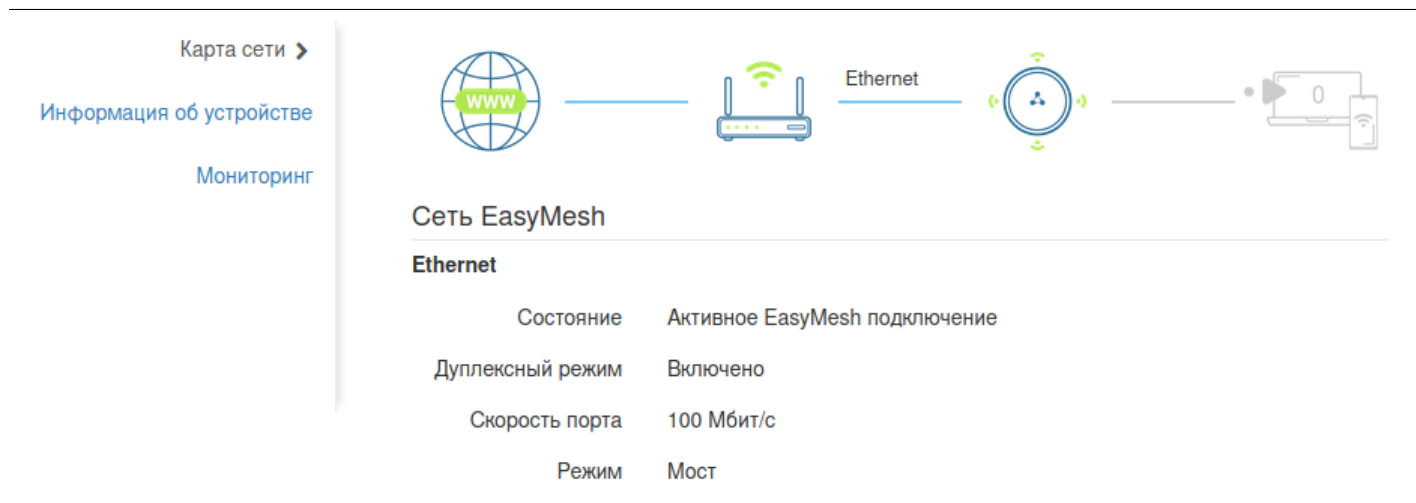 Карта сети
Информация об устройстве
Мониторинг
WWW
Ethernet
0
Сеть EasyMesh
Ethernet
Состояние Активное EasyMesh подключение
Дуплексный режим Включено
Скорость порта 100 Мбит/с
Режим Мост